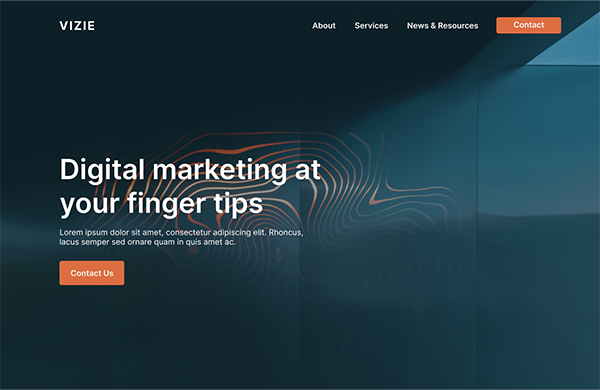 VIZIE
About
Services
News & Resources
Contact
Digital marketing at
your finger tips
Lorem ipsum dolor sit amet, consectetur adipiscing elit. Rhoncus,
lacus semper sed ornare quam in quis amet ac.
Contact Us